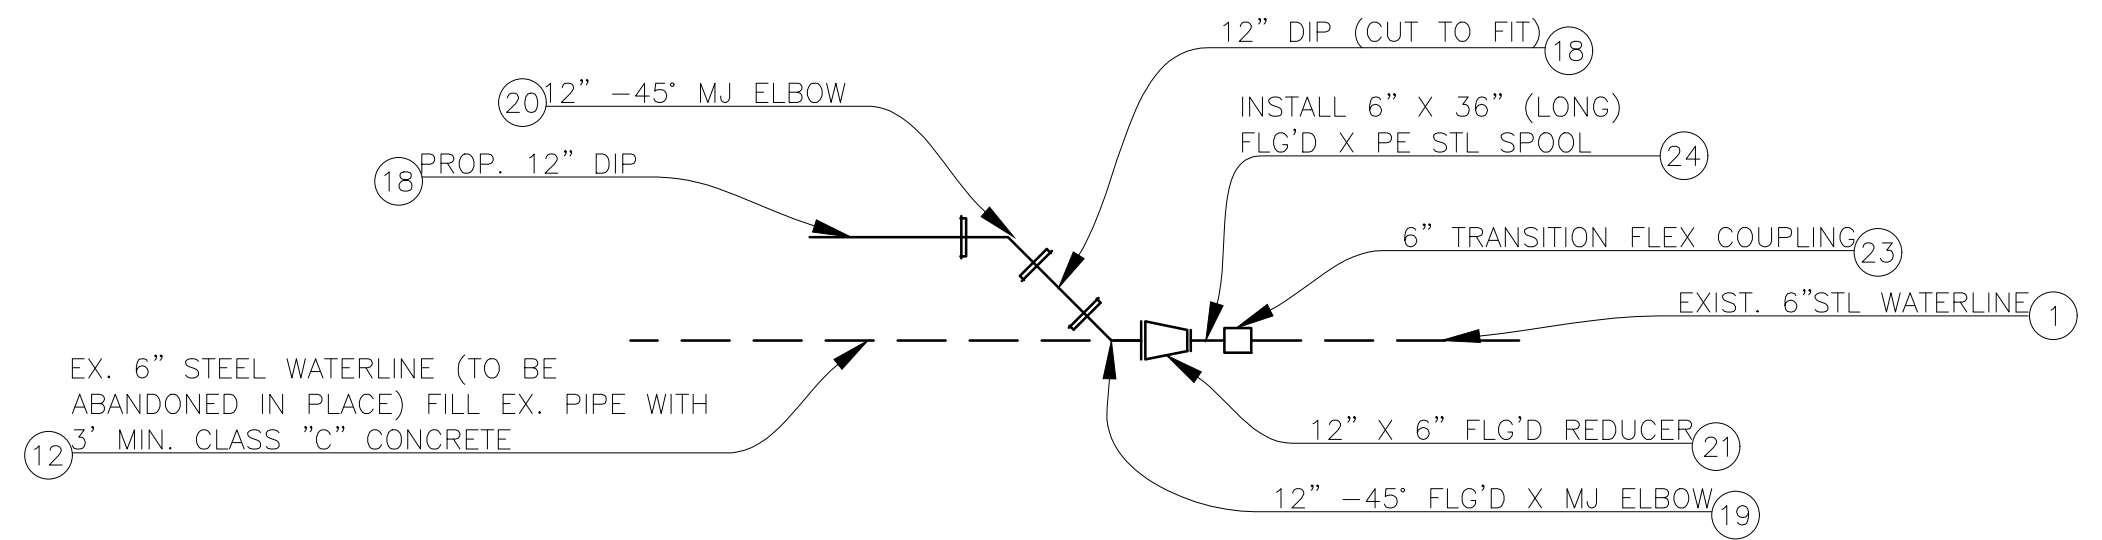 12" DIP (CUT TO FIT) 18
20 12" -45° MJ ELBOW
INSTALL 6" X 36" (LONG)
FLG'D X PE STL SPOOL 24
18 PROP. 12" DIP
6" TRANSITION FLEX COUPLING 23
EXIST. 6"STL WATERLINE 1
EX. 6" STEEL WATERLINE (TO BE
ABANDONED IN PLACE) FILL EX. PIPE WITH
12 3' MIN. CLASS "C" CONCRETE
12" X 6" FLG'D REDUCER 21
12" -45° FLG'D X MJ ELBOW 19